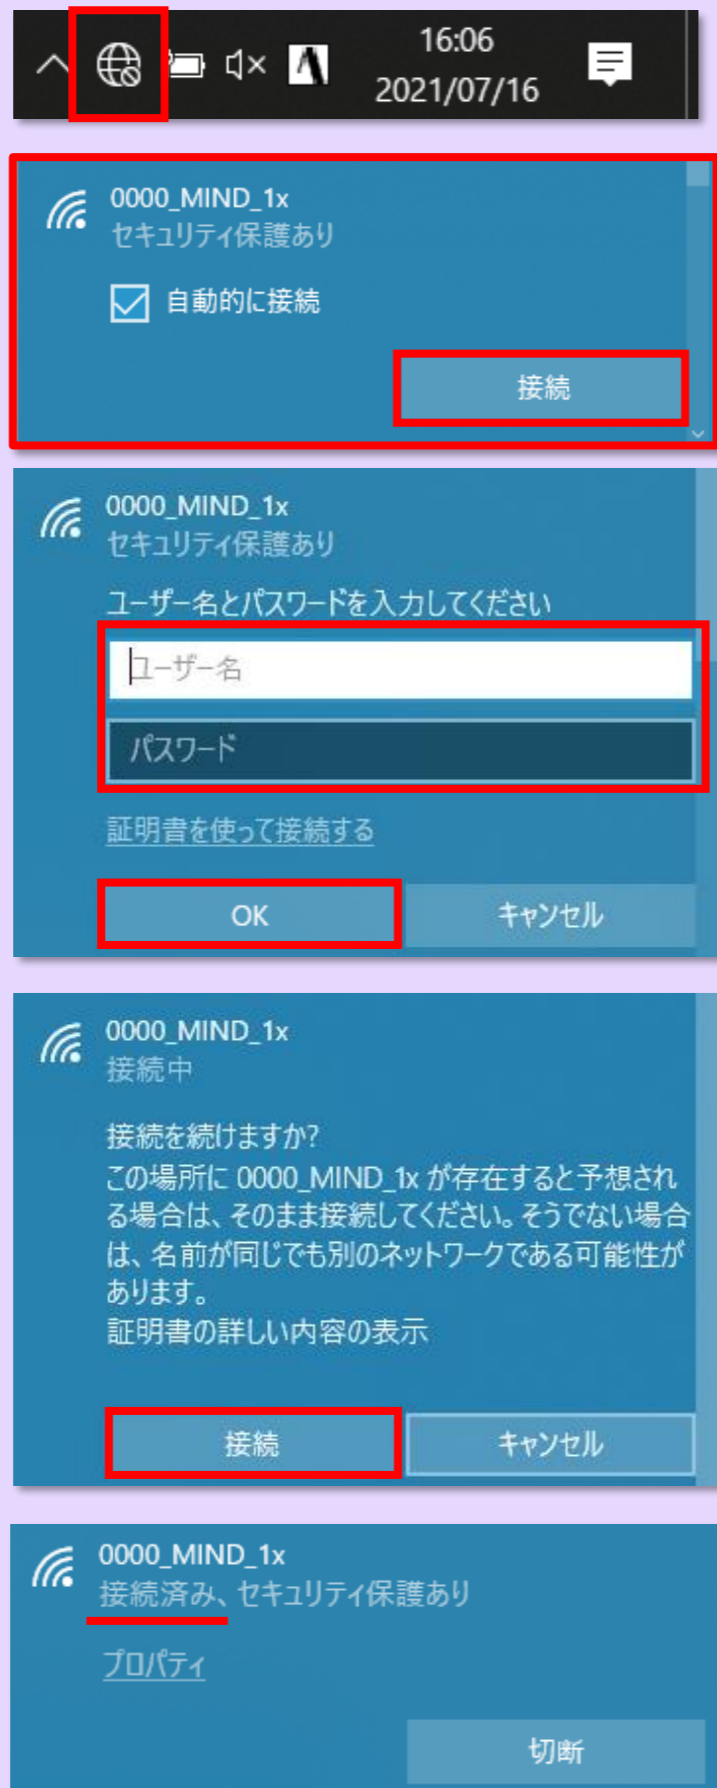 16:06
2021/07/16
0000_MIND_1x
セキュリティ保護あり
自動的に接続
接続
0000_MIND_1x
セキュリティ保護あり
ユーザー名とパスワードを入力してください
ユーザー名
パスワード
証明書を使って接続する
OK キャンセル
0000_MIND_1x
接続中
接続を続けますか?
この場所に 0000_MIND_1x が存在すると予想され
る場合は、そのまま接続してください。そうでない場合
は、名前が同じでも別のネットワークである可能性が
あります。
証明書の詳しい内容の表示
接続 キャンセル
0000_MIND_1x
接続済み、セキュリティ保護あり
プロパティ
切断